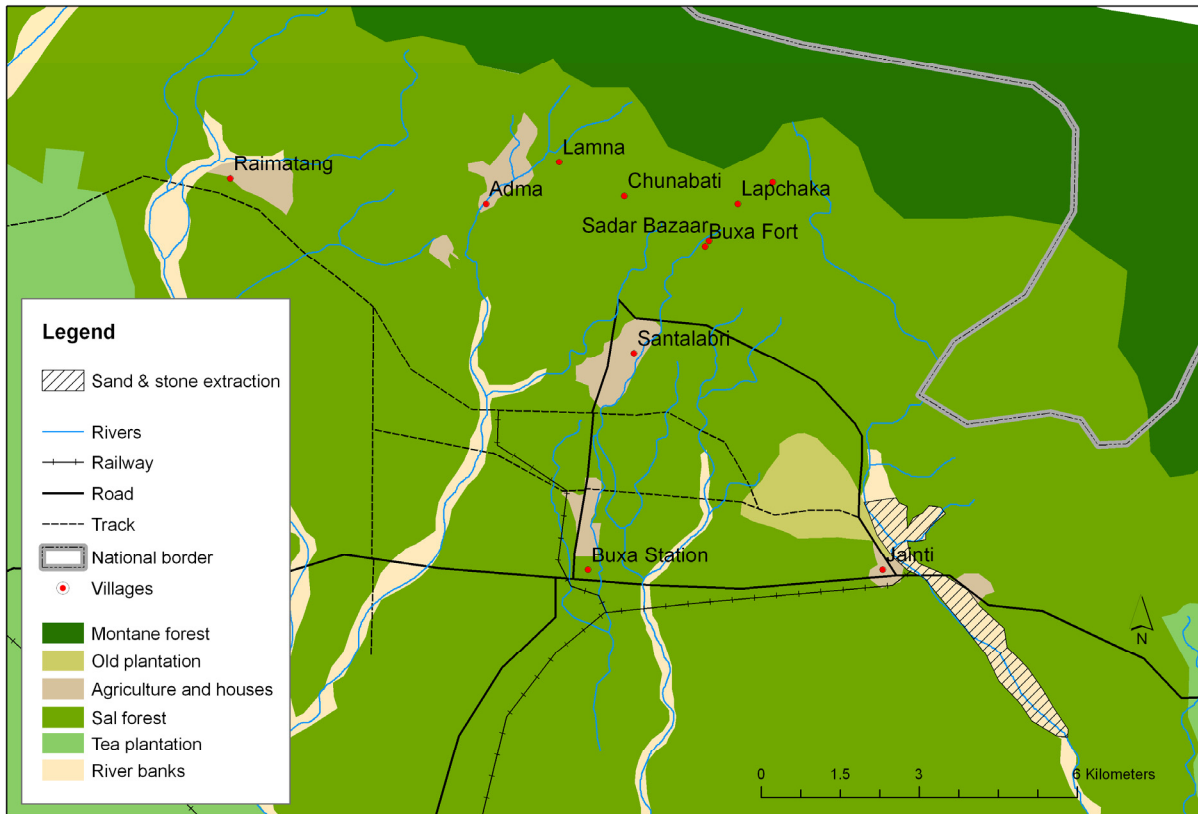 Lamna
Raimatang
Adma
Chunabati
Lapchaka
Sadar Bazaar
Buxa Fort
Santalabri
Buxa Station
Jainti
Legend
Sand & stone extraction
Rivers
Railway
Road
Track
National border
Villages
Montane forest
Old plantation
Agriculture and houses
Sal forest
Tea plantation
River banks
N
0 1.5 3 6 Kilometers